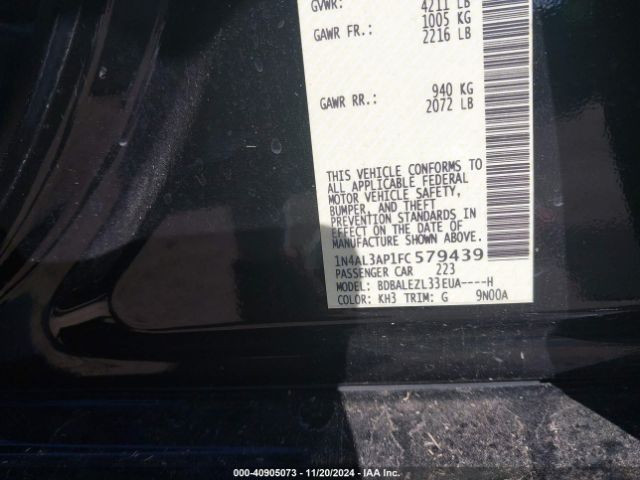 GVWR: 4211 LB
1005 KG
GAWR FR.: 2216 LB
940 KG
GAWR RR.: 2072 LB
THIS VEHICLE CONFORMS TO
ALL APPLICABLE FEDERAL
MOTOR VEHICLE SAFETY,
BUMPER, AND THEFT
PREVENTION STANDARDS IN
EFFECT ON THE DATE OF
MANUFACTURE SHOWN ABOVE.
1N4AL3AP1FC579439
PASSENGER CAR 223
MODEL: BDBALEZL33EUA----H
COLOR: KH3 TRIM: G 9N00A
000-40905073 - 11/20/2024 - IAA Inc.